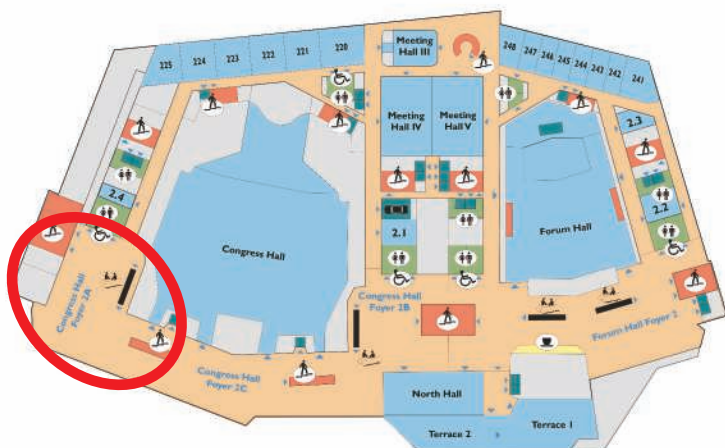 225
224
223
222
221
220
Meeting
Hall III
248
247
246
245
244
243
242
241
Meeting
Hall IV
Meeting
Hall V
2.3
2.4
2.2
2.1
Congress Hall
Forum Hall
Congress Hall
Foyer 2A
Congress Hall
Foyer 2B
Forum Hall Foyer 2
Congress Hall
Foyer 2C
North Hall
Terrace 1
Terrace 2